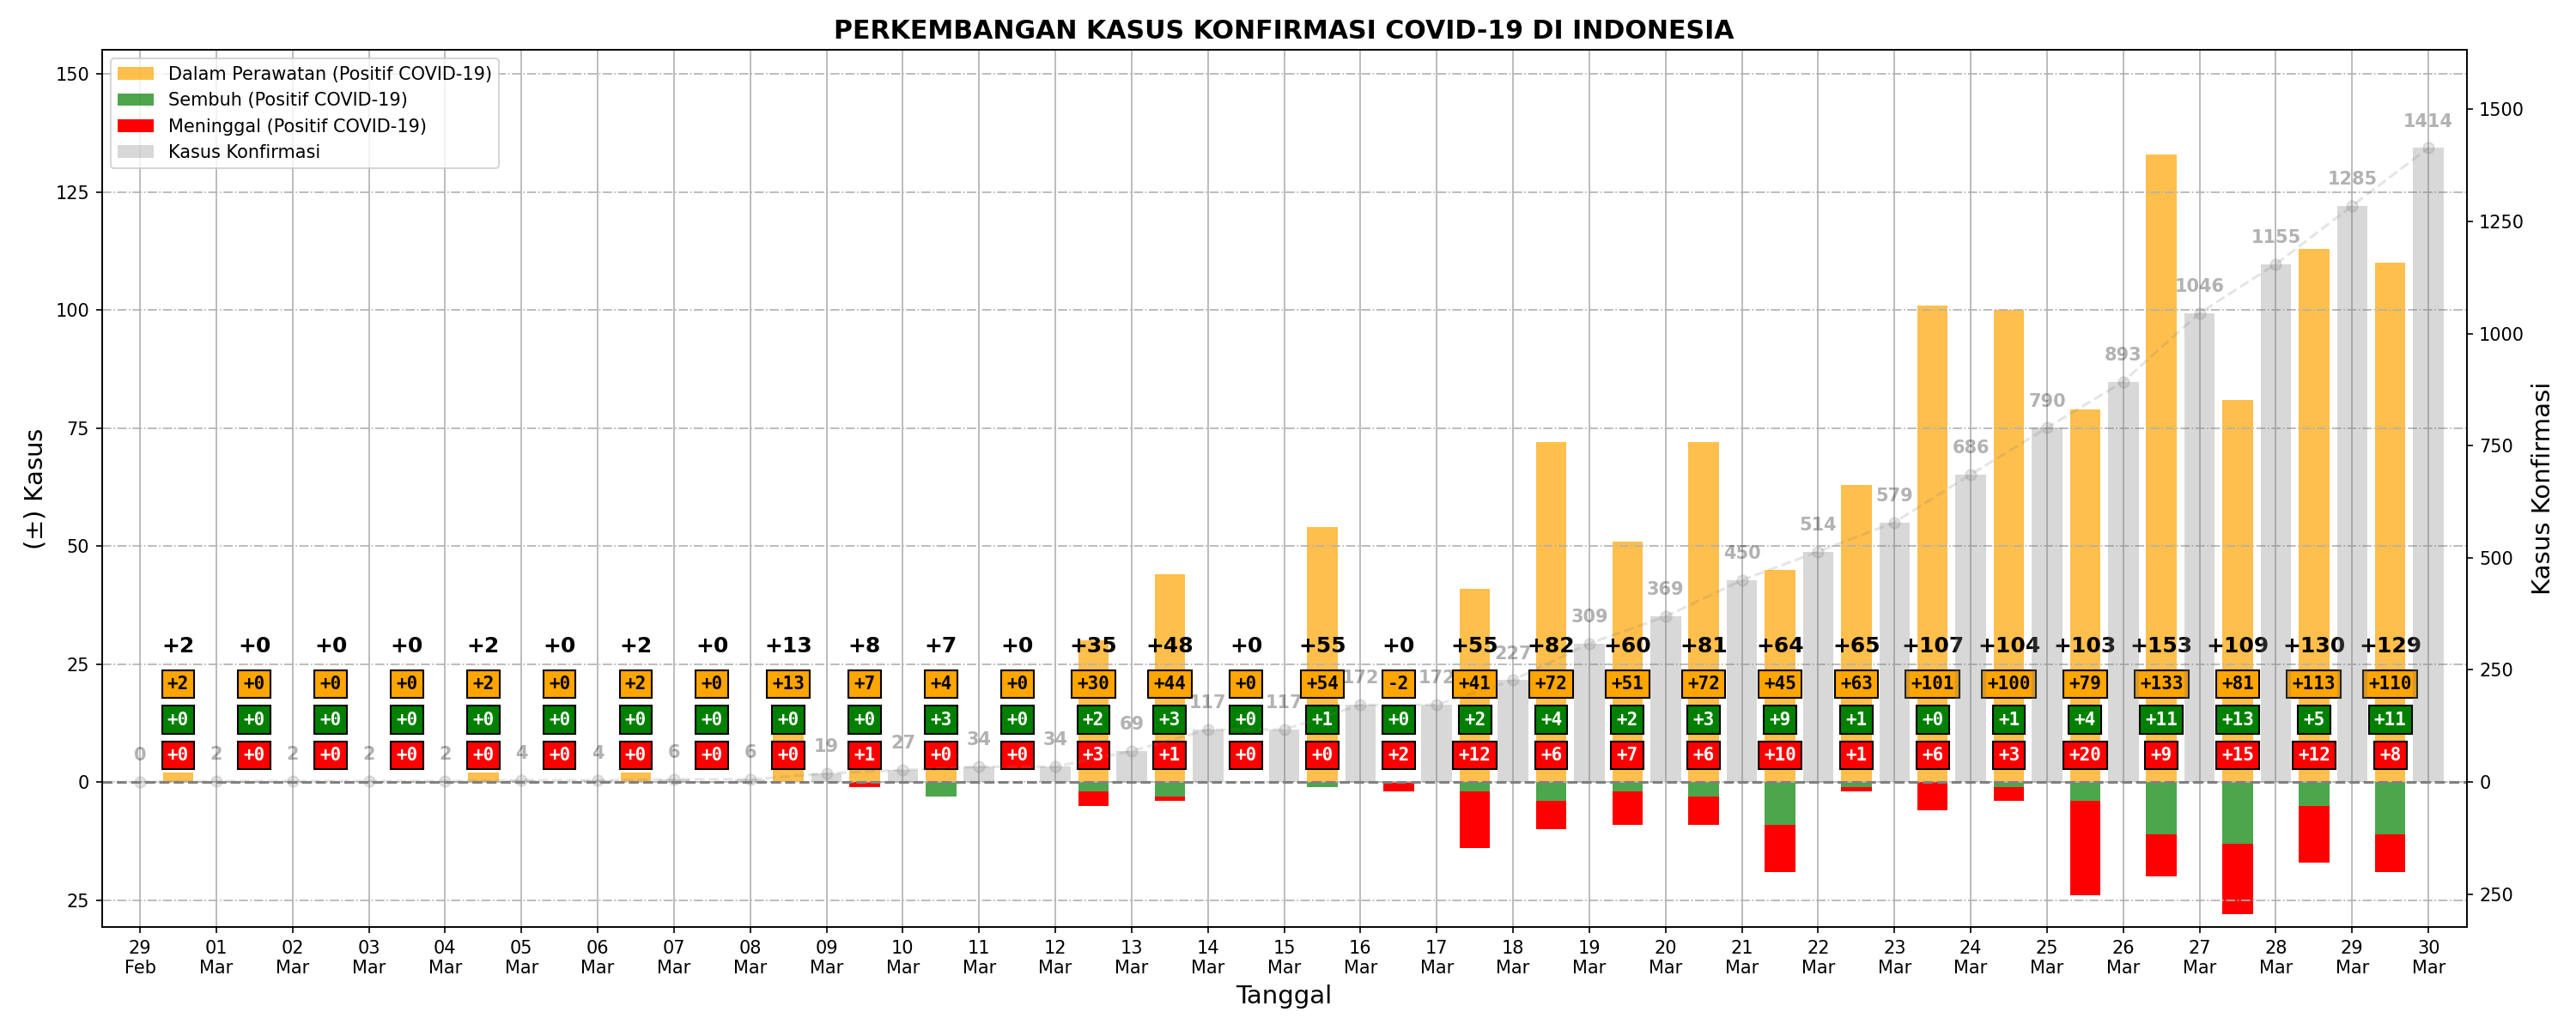 PERKEMBANGAN KASUS KONFIRMASI COVID-19 DI INDONESIA
Dalam Perawatan (Positif COVID-19)
Sembuh (Positif COVID-19)
Meninggal (Positif COVID-19)
Kasus Konfirmasi
(±) Kasus
150
125
100
75
50
25
0
25
1500
1250
1000
750
500
250
0
250
Kasus Konfirmasi
+2 +0 +0 +0 +2 +0 +2 +0 +13 +8 +7 +0 +35 +48 +0 +55 +0 +55 +82 +60 +81 +64 +65 +107 +104 +103 +153 +109 +130 +129
+2 +0 +0 +0 +2 +0 +2 +0 +13 +7 +4 +0 +30 +44 +0 +54 -2 +41 +72 +51 +72 +45 +63 +101 +100 +79 +133 +81 +113 +110
+0 +0 +0 +0 +0 +0 +0 +0 +0 +0 +3 +0 +2 +3 +0 +1 +0 +2 +4 +2 +3 +9 +1 +0 +1 +4 +11 +13 +5 +11
+0 +0 +0 +0 +0 +0 +0 +0 +0 +1 +0 +0 +3 +1 +0 +0 +2 +12 +6 +7 +6 +10 +1 +6 +3 +20 +9 +15 +12 +8
0 2 2 2 2 4 4 6 6 19 27 34 34 69 117 117 172 172 227 309 369 450 514 579 686 790 893 1046 1155 1285 1414
29 01 02 03 04 05 06 07 08 09 10 11 12 13 14 15 16 17 18 19 20 21 22 23 24 25 26 27 28 29 30
Feb Mar Mar Mar Mar Mar Mar Mar Mar Mar Mar Mar Mar Mar Mar Mar Mar Mar Mar Mar Mar Mar Mar Mar Mar Mar Mar Mar Mar Mar Mar
Tanggal